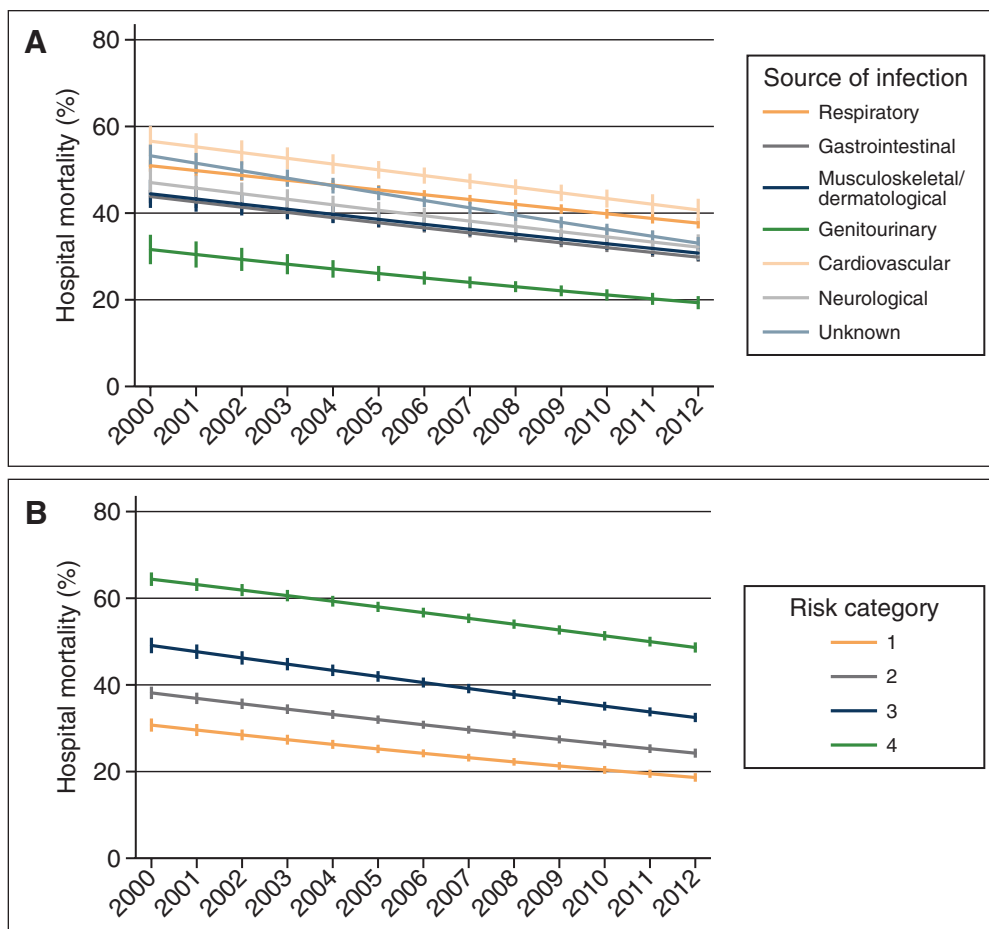 A
Hospital mortality (%)
80
60
40
20
0
2000
2001
2002
2003
2004
2005
2006
2007
2008
2009
2010
2011
2012
Source of infection
Respiratory
Gastrointestinal
Musculoskeletal/
dermatological
Genitourinary
Cardiovascular
Neurological
Unknown
B
Hospital mortality (%)
80
60
40
20
0
2000
2001
2002
2003
2004
2005
2006
2007
2008
2009
2010
2011
2012
Risk category
1
2
3
4